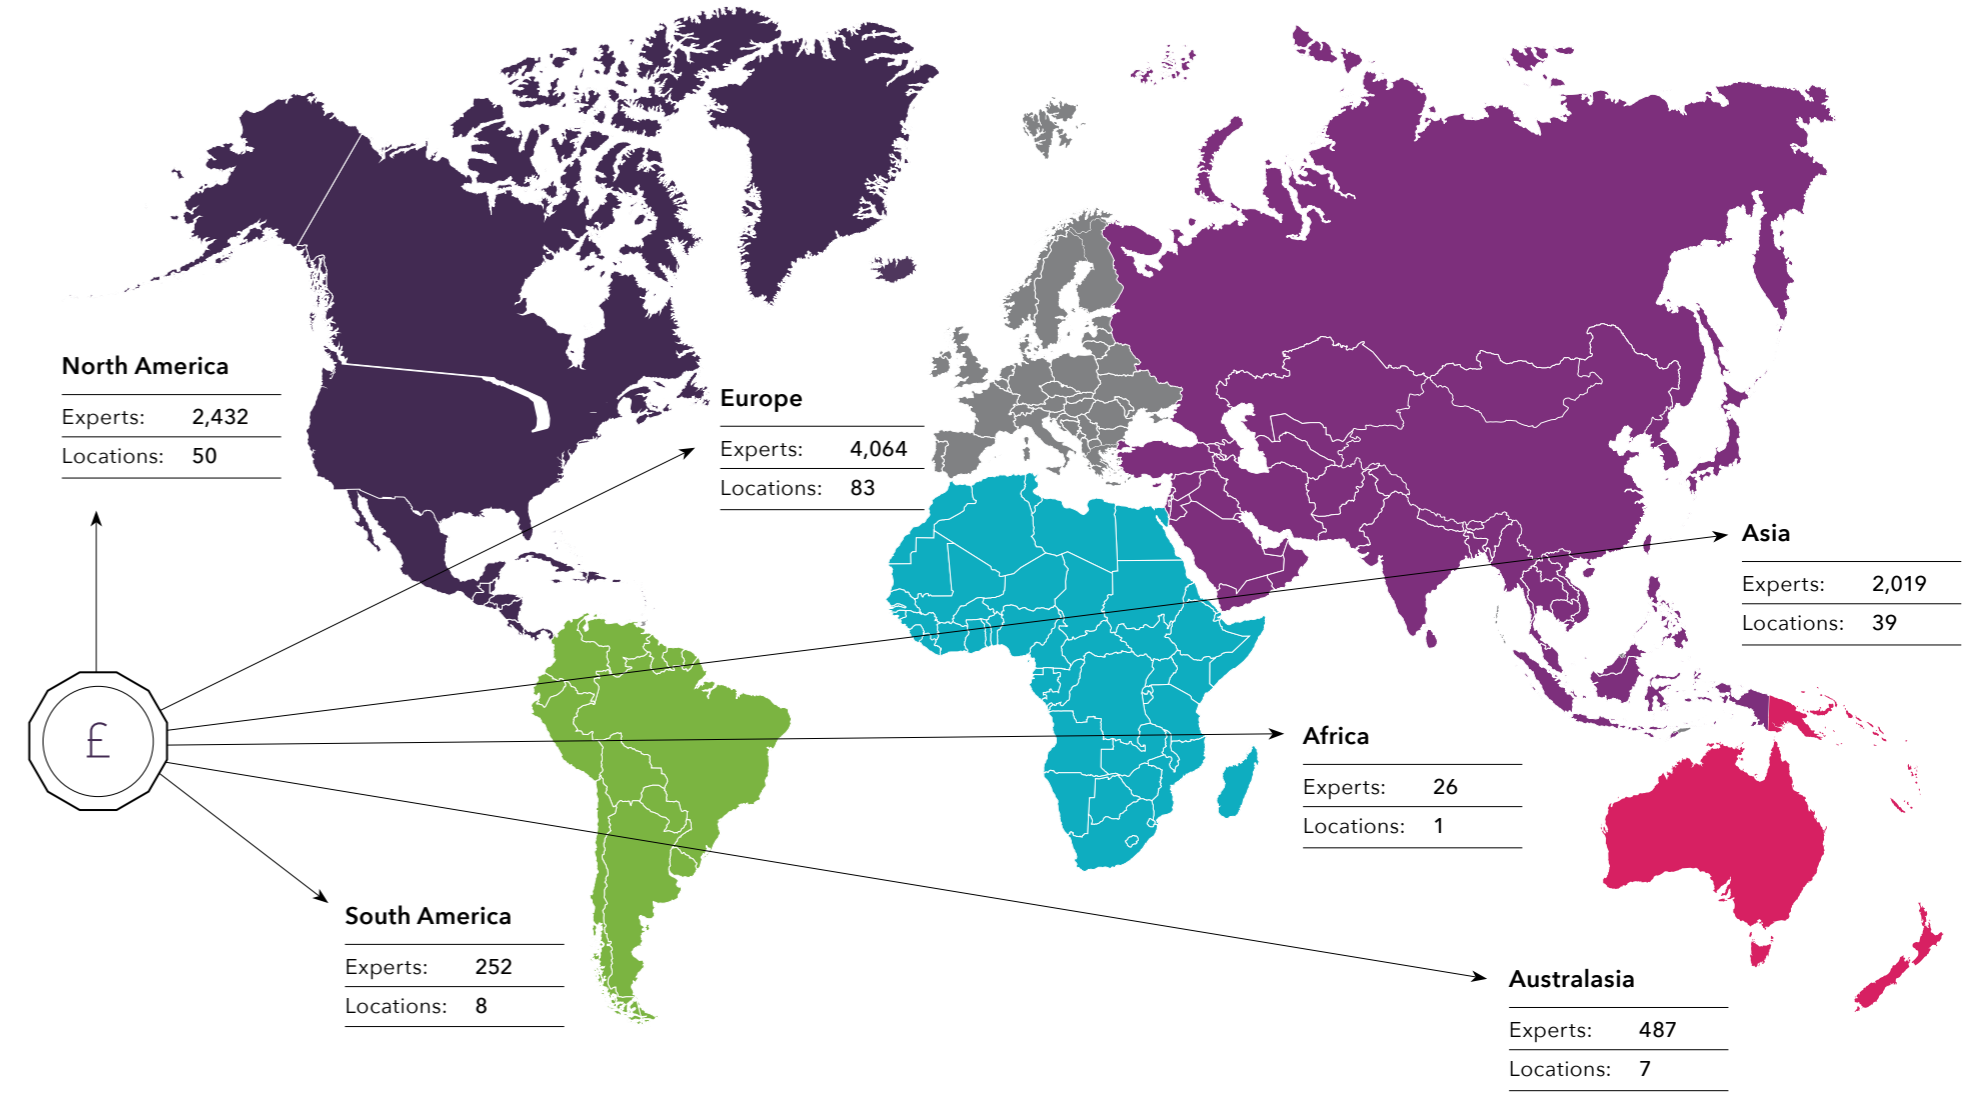 North America
Experts: 2,432
Locations: 50
Europe
Experts: 4,064
Locations: 83
Asia
Experts: 2,019
Locations: 39
£
Africa
Experts: 26
Locations: 1
South America
Experts: 252
Locations: 8
Australasia
Experts: 487
Locations: 7